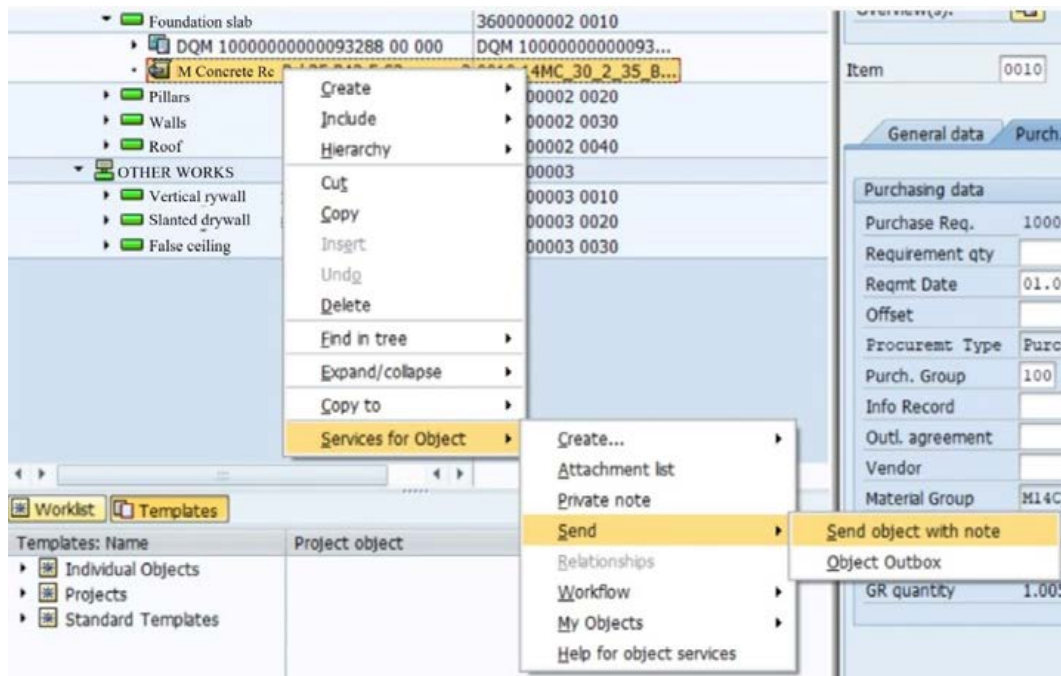 Foundation slab 3600000002 0010
DQM 10000000000093288 00 000 DQM 10000000000093...
M Concrete Re 14MC_30_2_35_B...
Pillars 00002 0020
Walls 00002 0030
Roof 00002 0040
OTHER WORKS 00003
Vertical rywall 00003 0010
Slanted drywall 00003 0020
False ceiling 00003 0030
Create
Include
Hierarchy
Cut
Copy
Insert
Undo
Delete
Find in tree
Expand/collapse
Copy to
Services for Object
Create...
Attachment list
Private note
Send
Relationships
Workflow
My Objects
Help for object services
Send object with note
Object Outbox
Worklist Templates
Templates: Name Project object
Individual Objects
Projects
Standard Templates
Item 0010
General data Purch.
Purchasing data
Purchase Req. 1000
Requirement qty
Reqmt Date 01.0
Offset
Procuremt Type Purc
Purch. Group 100
Info Record
Outl. agreement
Vendor
Material Group M14C
GR quantity 1.005